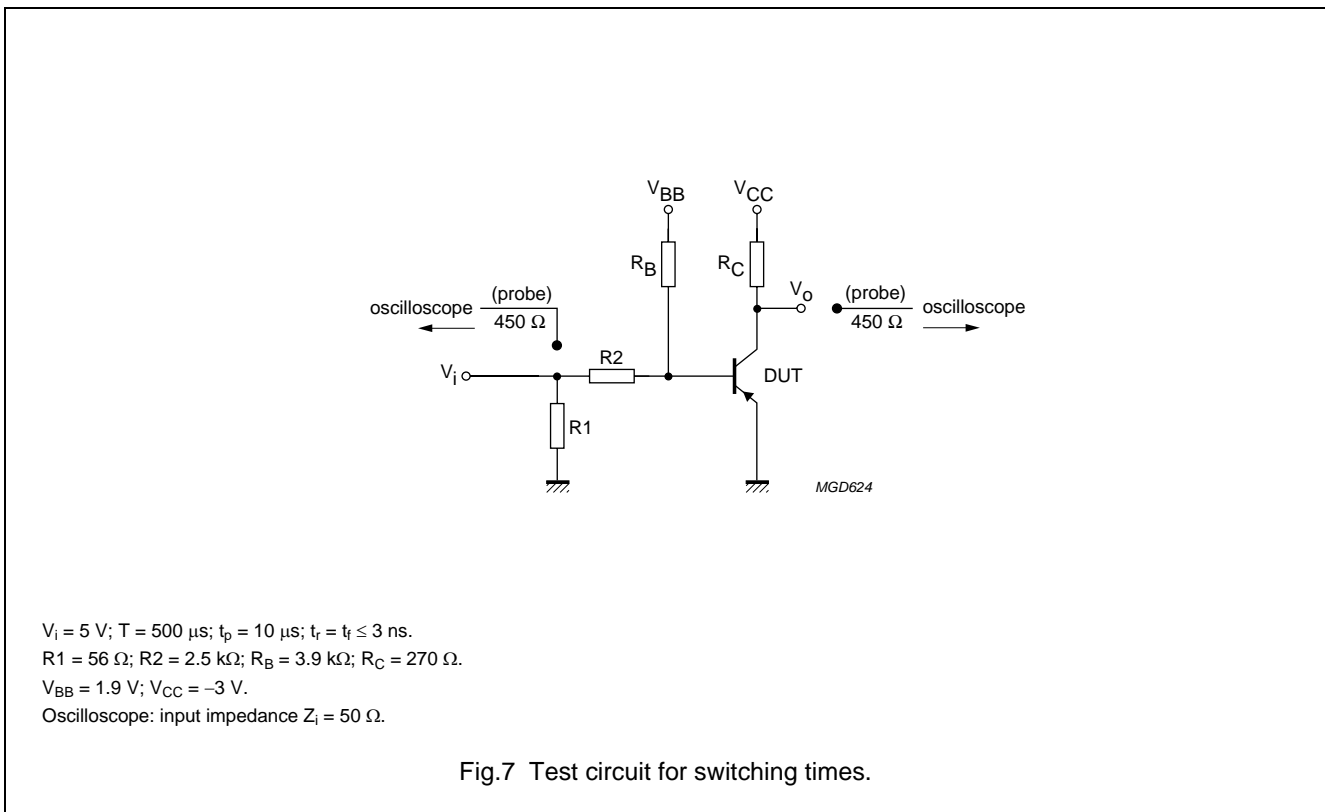 V_BB V_CC
R_B R_C
V_o
(probe) (probe)
oscilloscope oscilloscope
450 Ω 450 Ω
R2
V_i DUT
R1
MGD624
V_i = 5 V; T = 500 μs; t_p = 10 μs; t_r = t_f ≤ 3 ns.
R1 = 56 Ω; R2 = 2.5 kΩ; R_B = 3.9 kΩ; R_C = 270 Ω.
V_BB = 1.9 V; V_CC = −3 V.
Oscilloscope: input impedance Z_i = 50 Ω.
Fig.7 Test circuit for switching times.